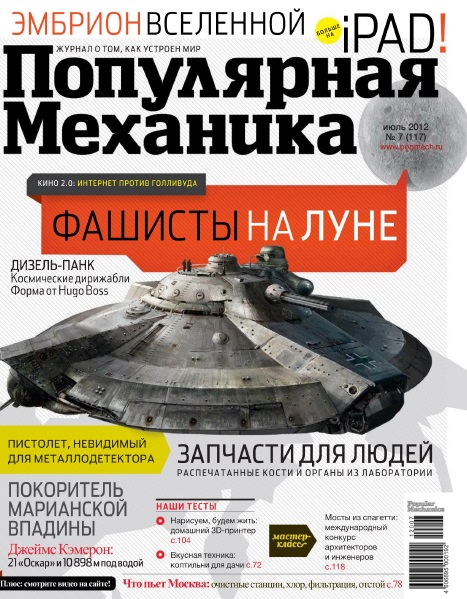 ЭМБРИОН ВСЕЛЕННОЙ
БОЛЬШЕ
НА
iPAD!
ЖУРНАЛ О ТОМ, КАК УСТРОЕН МИР
Популярная
Механика
июль 2012
№ 7 (117)
www.popmech.ru
КИНО 2.0: ИНТЕРНЕТ ПРОТИВ ГОЛЛИВУДА
ФАШИСТЫ НА ЛУНЕ
ДИЗЕЛЬ-ПАНК
Космические дирижабли
Форма от Hugo Boss
ПИСТОЛЕТ, НЕВИДИМЫЙ
ДЛЯ МЕТАЛЛОДЕТЕКТОРА
ЗАПЧАСТИ ДЛЯ ЛЮДЕЙ
РАСПЕЧАТАННЫЕ КОСТИ И ОРГАНЫ ИЗ ЛАБОРАТОРИИ
ПОКОРИТЕЛЬ
МАРИАНСКОЙ
ВПАДИНЫ
Джеймс Кэмерон:
21 «Оскар» и 10 898 м под водой
НАШИ ТЕСТЫ
Нарисуем, будем жить:
домашний 3D-принтер
с.104
Вкусная техника:
коптильни для дачи с.72
мастер-
класс
Мосты из спагетти:
международный
конкурс
архитекторов
и инженеров
с.118
Popular
Mechanics
12007
Плюс: смотрите видео на сайте!
Что пьет Москва: очистные станции, хлор, фильтрация, отстой с.78